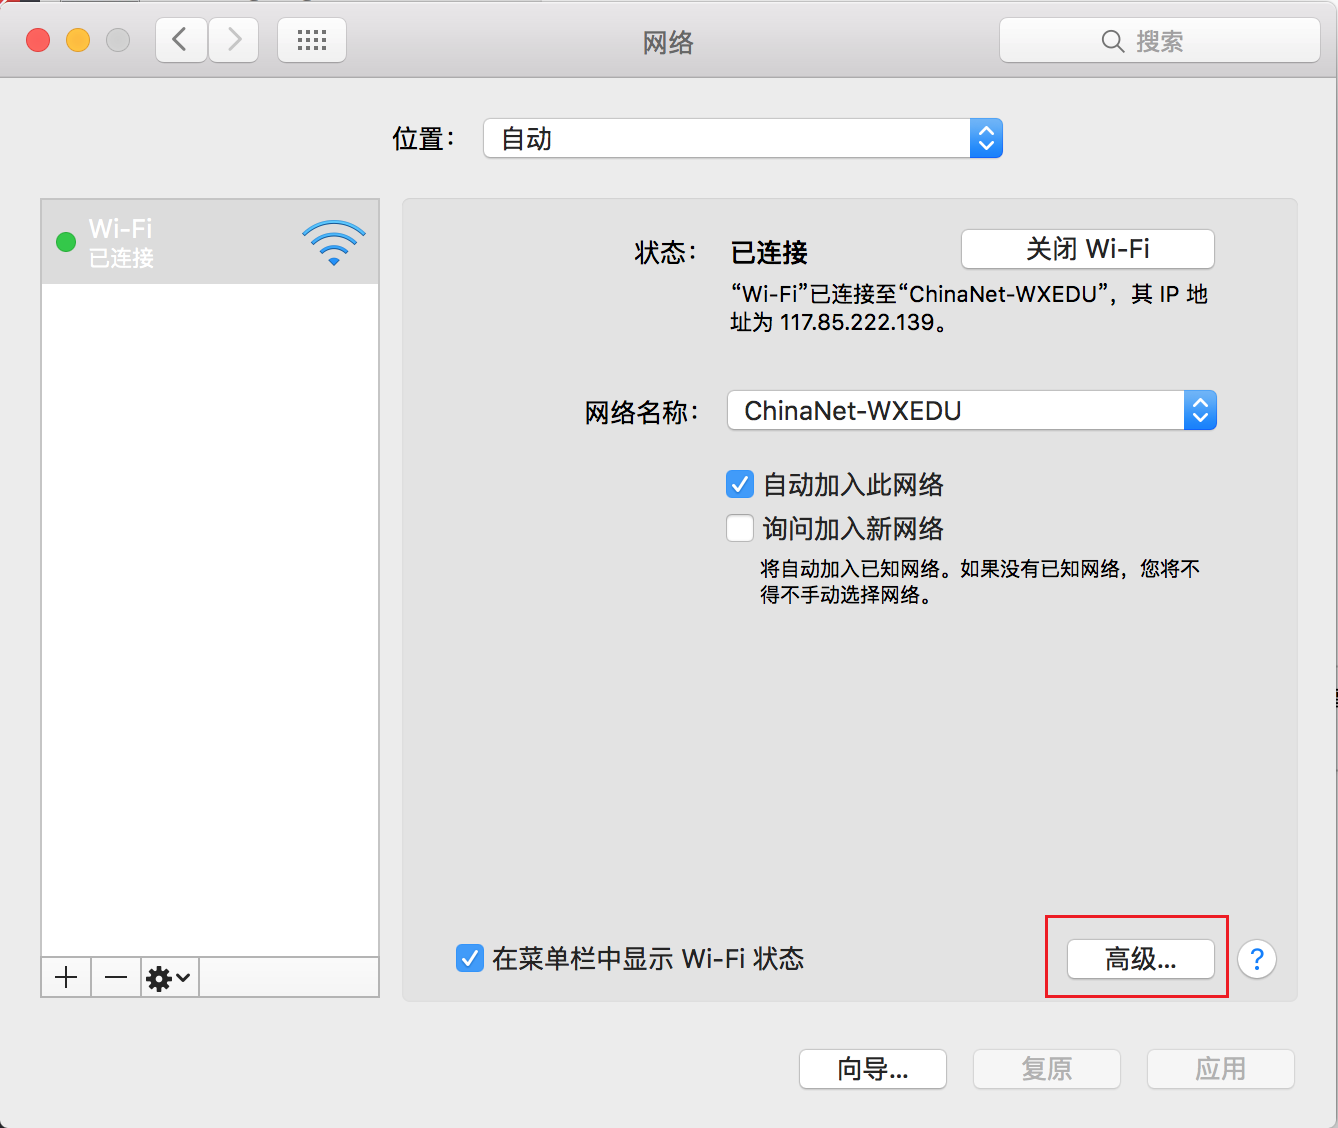 网络
搜索
位置：
自动
Wi-Fi
已连接
状态：
已连接
关闭 Wi-Fi
“Wi-Fi”已连接至“ChinaNet-WXEDU”，其 IP 地
址为 117.85.222.139。
网络名称：
ChinaNet-WXEDU
自动加入此网络
询问加入新网络
将自动加入已知网络。如果没有已知网络，您将不
得不手动选择网络。
在菜单栏中显示 Wi-Fi 状态
高级...
?
向导...
复原
应用